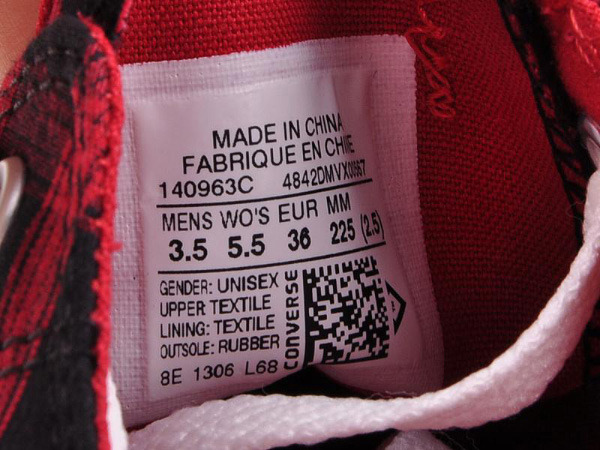 MADE IN CHINA
FABRIQUE EN CHINE
140963C
MENS WO'S EUR MM
3.5 5.5 36 225 (2.5)
GENDER: UNISEX
UPPER: TEXTILE
LINING: TEXTILE
OUTSOLE: RUBBER
CONVERSE
8E 1306 L68